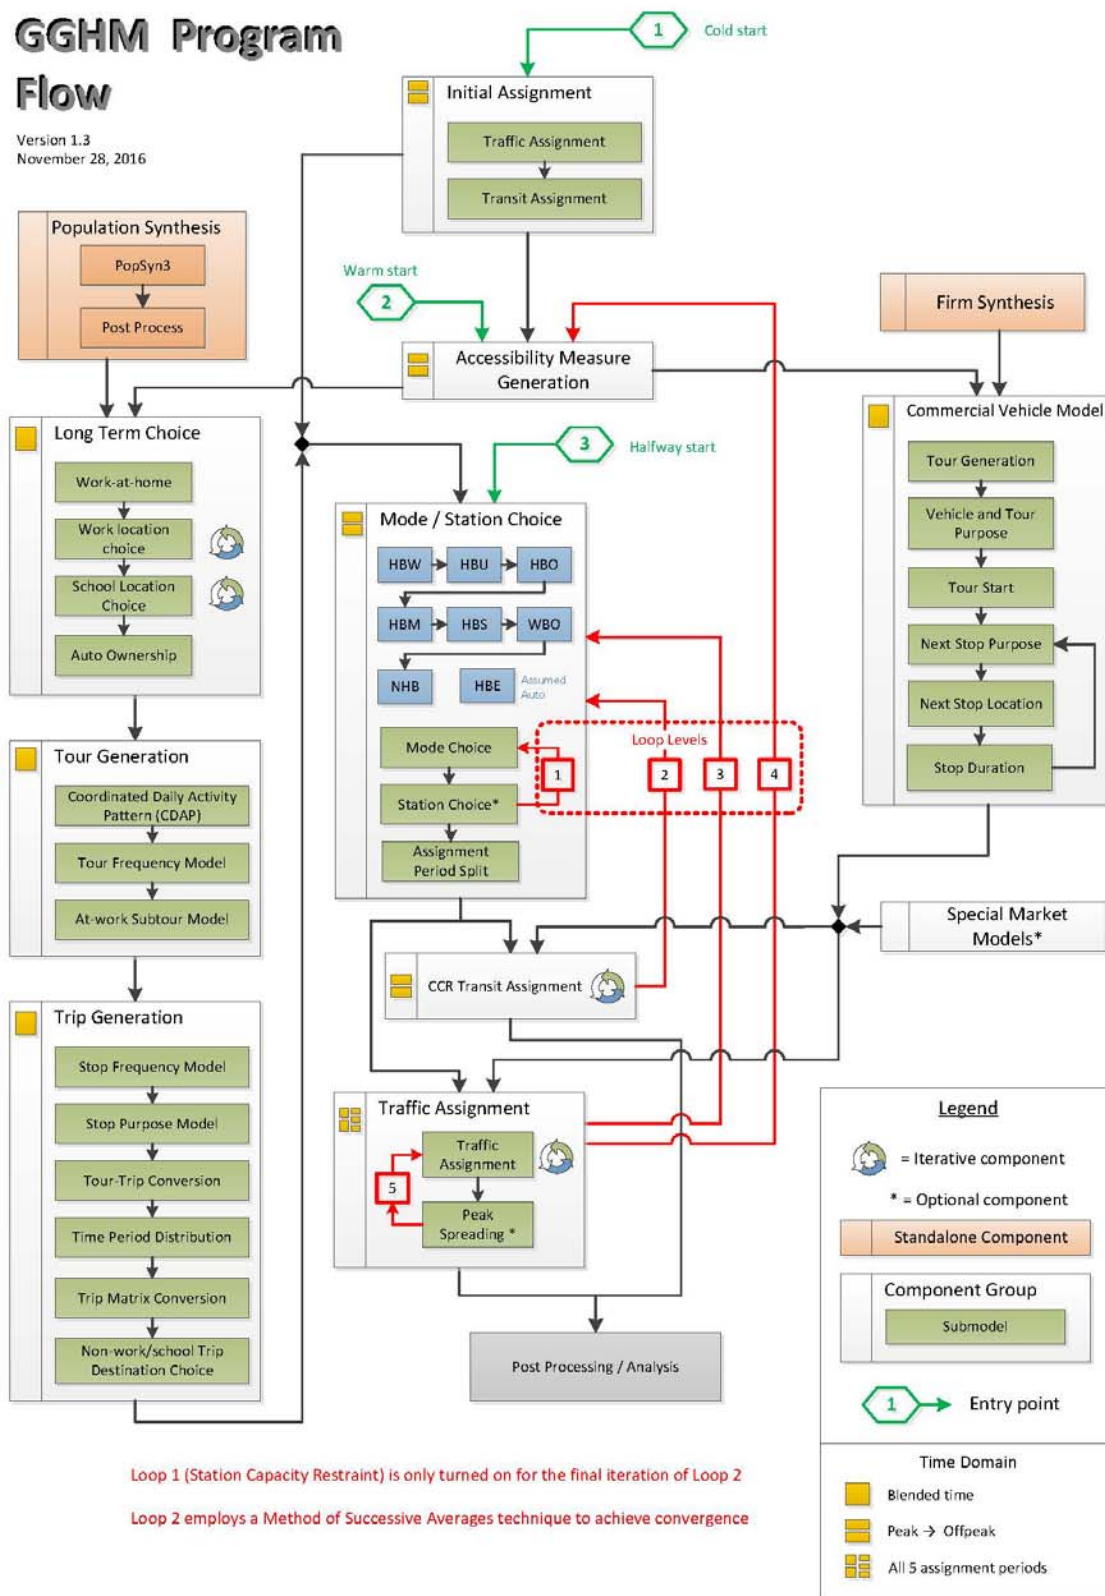 GGHM Program
Flow
Version 1.3
November 28, 2016
1
Cold start
Initial Assignment
Traffic Assignment
Transit Assignment
Population Synthesis
PopSyn3
Post Process
Warm start
2
Accessibility Measure
Generation
Firm Synthesis
Long Term Choice
Work-at-home
Work location
choice
School Location
Choice
Auto Ownership
3
Halfway start
Mode / Station Choice
HBW
HBU
HBO
HBM
HBS
WBO
NHB
HBE
Assumed
Auto
Mode Choice
Station Choice*
Assignment
Period Split
Loop Levels
1
2
3
4
Commercial Vehicle Model
Tour Generation
Vehicle and Tour
Purpose
Tour Start
Next Stop Purpose
Next Stop Location
Stop Duration
Tour Generation
Coordinated Daily Activity
Pattern (CDAP)
Tour Frequency Model
At-work Subtour Model
Special Market
Models*
CCR Transit Assignment
Trip Generation
Stop Frequency Model
Stop Purpose Model
Tour-Trip Conversion
Time Period Distribution
Trip Matrix Conversion
Non-work/school Trip
Destination Choice
Traffic Assignment
Traffic
Assignment
5
Peak
Spreading *
Post Processing / Analysis
Legend
= Iterative component
* = Optional component
Standalone Component
Component Group
Submodel
1
Entry point
Time Domain
Blended time
Peak → Offpeak
All 5 assignment periods
Loop 1 (Station Capacity Restraint) is only turned on for the final iteration of Loop 2
Loop 2 employs a Method of Successive Averages technique to achieve convergence